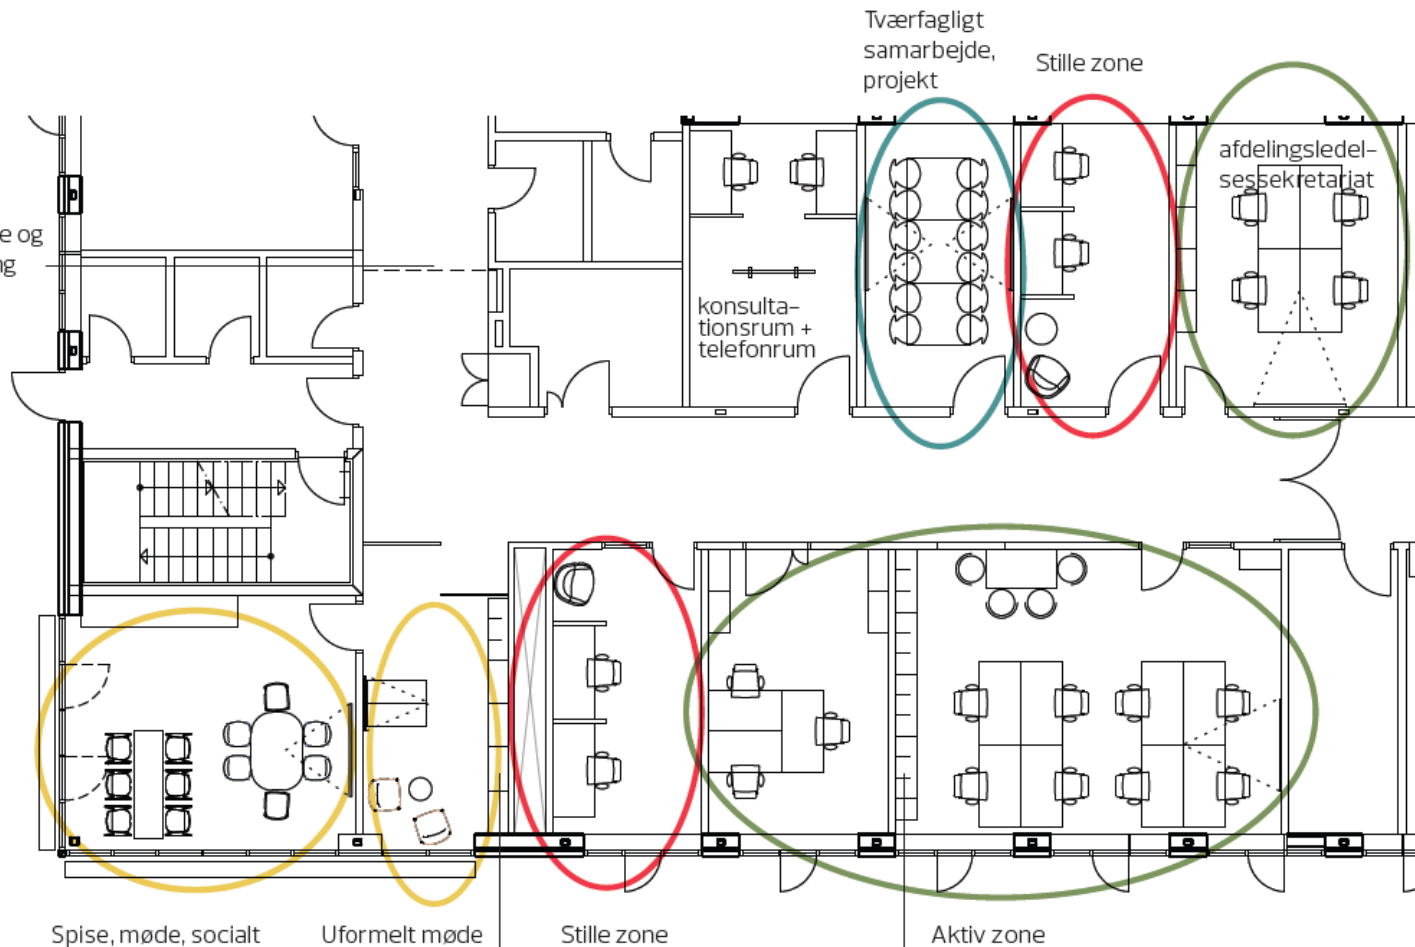 Tværfagligt
samarbejde,
projekt
Stille zone
afdelingsledel-
sessekretariat
og
konsulta-
tionsrum +
telefonrum
Spise, møde, socialt
Uformelt møde
Stille zone
Aktiv zone